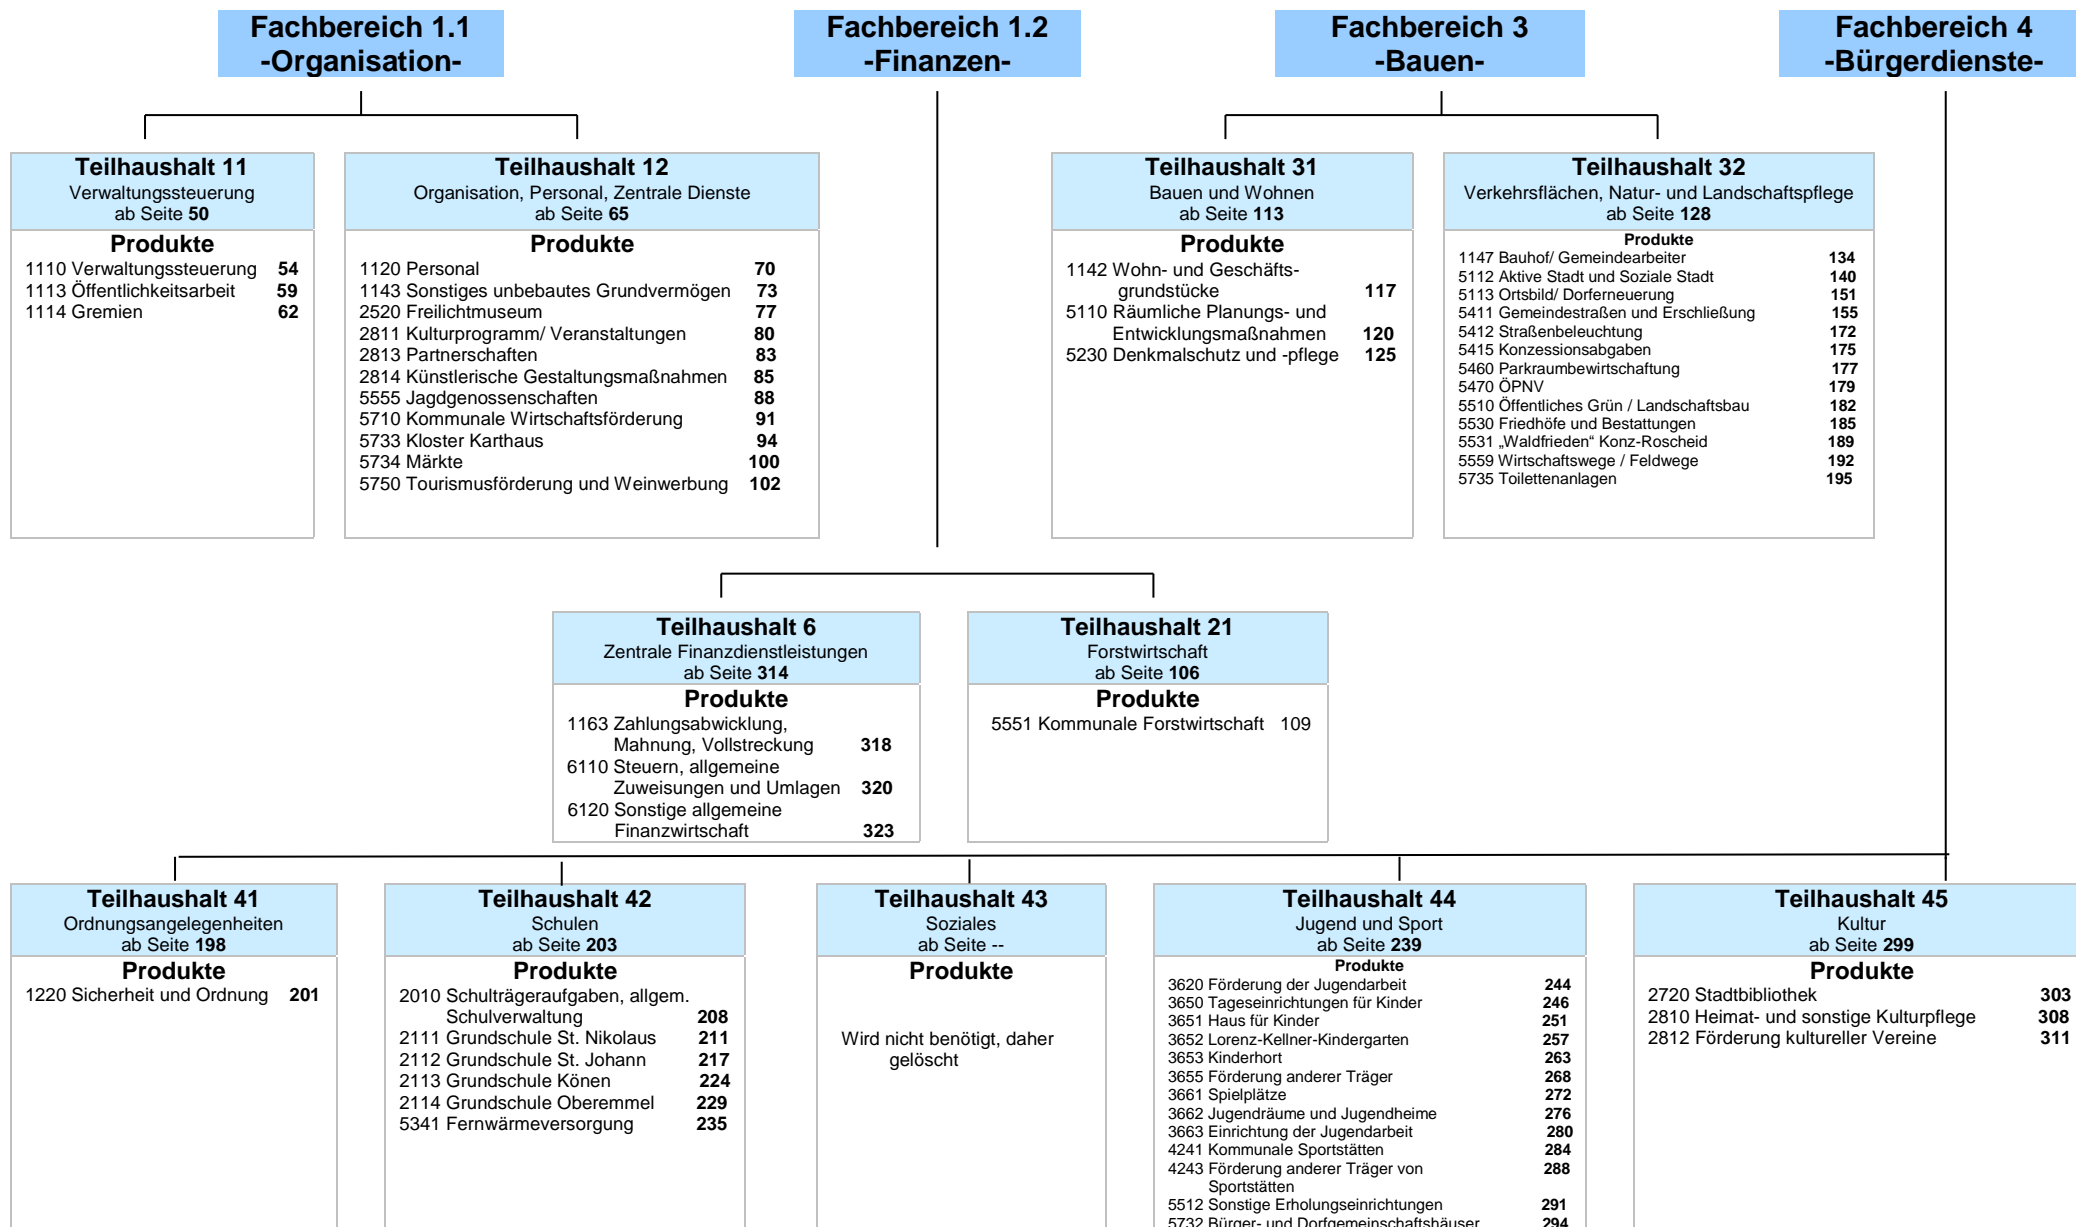 Fachbereich 1.1
-Organisation-
Fachbereich 1.2
-Finanzen-
Fachbereich 3
-Bauen-
Fachbereich 4
-Bürgerdienste-
Teilhaushalt 11
Verwaltungssteuerung
ab Seite 50
Produkte
1110 Verwaltungssteuerung 54
1113 Öffentlichkeitsarbeit 59
1114 Gremien 62
Teilhaushalt 12
Organisation, Personal, Zentrale Dienste
ab Seite 65
Produkte
1120 Personal 70
1143 Sonstiges unbebautes Grundvermögen 73
2520 Freilichtmuseum 77
2811 Kulturprogramm/ Veranstaltungen 80
2813 Partnerschaften 83
2814 Künstlerische Gestaltungsmaßnahmen 85
5555 Jagdgenossenschaften 88
5710 Kommunale Wirtschaftsförderung 91
5733 Kloster Karthaus 94
5734 Märkte 100
5750 Tourismusförderung und Weinwerbung 102
Teilhaushalt 31
Bauen und Wohnen
ab Seite 113
Produkte
1142 Wohn- und Geschäfts-
grundstücke 117
5110 Räumliche Planungs- und
Entwicklungsmaßnahmen 120
5230 Denkmalschutz und -pflege 125
Teilhaushalt 32
Verkehrsflächen, Natur- und Landschaftspflege
ab Seite 128
Produkte
1147 Bauhof/ Gemeindearbeiter 134
5112 Aktive Stadt und Soziale Stadt 140
5113 Ortsbild/ Dorferneuerung 151
5411 Gemeindestraßen und Erschließung 155
5412 Straßenbeleuchtung 172
5415 Konzessionsabgaben 175
5460 Parkraumbewirtschaftung 177
5470 ÖPNV 179
5510 Öffentliches Grün / Landschaftsbau 182
5530 Friedhöfe und Bestattungen 185
5531 „Waldfrieden“ Konz-Roscheid 189
5559 Wirtschaftswege / Feldwege 192
5735 Toilettenanlagen 195
Teilhaushalt 6
Zentrale Finanzdienstleistungen
ab Seite 314
Produkte
1163 Zahlungsabwicklung,
Mahnung, Vollstreckung 318
6110 Steuern, allgemeine
Zuweisungen und Umlagen 320
6120 Sonstige allgemeine
Finanzwirtschaft 323
Teilhaushalt 21
Forstwirtschaft
ab Seite 106
Produkte
5551 Kommunale Forstwirtschaft 109
Teilhaushalt 41
Ordnungsangelegenheiten
ab Seite 198
Produkte
1220 Sicherheit und Ordnung 201
Teilhaushalt 42
Schulen
ab Seite 203
Produkte
2010 Schulträgeraufgaben, allgem.
Schulverwaltung 208
2111 Grundschule St. Nikolaus 211
2112 Grundschule St. Johann 217
2113 Grundschule Könen 224
2114 Grundschule Oberemmel 229
5341 Fernwärmeversorgung 235
Teilhaushalt 43
Soziales
ab Seite --
Produkte
Wird nicht benötigt, daher
gelöscht
Teilhaushalt 44
Jugend und Sport
ab Seite 239
Produkte
3620 Förderung der Jugendarbeit 244
3650 Tageseinrichtungen für Kinder 246
3651 Haus für Kinder 251
3652 Lorenz-Kellner-Kindergarten 257
3653 Kinderhort 263
3655 Förderung anderer Träger 268
3661 Spielplätze 272
3662 Jugendräume und Jugendheime 276
3663 Einrichtung der Jugendarbeit 280
4241 Kommunale Sportstätten 284
4243 Förderung anderer Träger von 288
Sportstätten
5512 Sonstige Erholungseinrichtungen 291
5732 Bürger- und Dorfgemeinschaftshäuser 294
Teilhaushalt 45
Kultur
ab Seite 299
Produkte
2720 Stadtbibliothek 303
2810 Heimat- und sonstige Kulturpflege 308
2812 Förderung kultureller Vereine 311